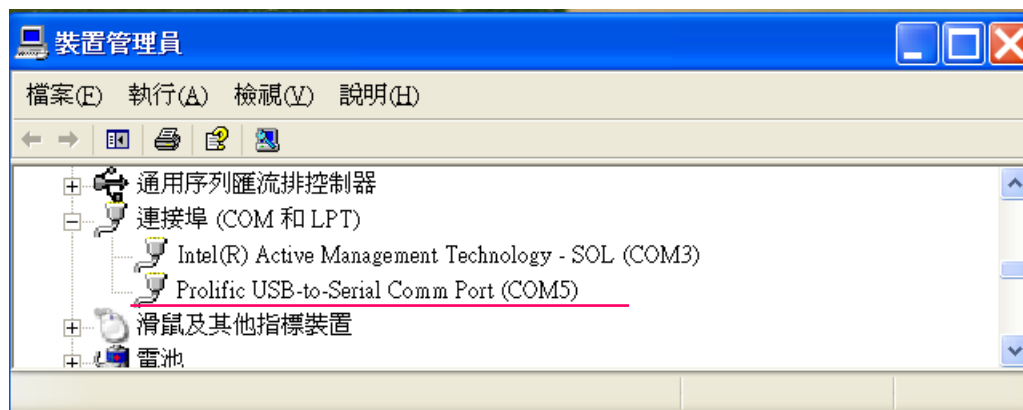 裝置管理員
檔案(F) 執行(A) 檢視(V) 說明(H)
通用序列匯流排控制器
連接埠 (COM 和 LPT)
Intel(R) Active Management Technology - SOL (COM3)
Prolific USB-to-Serial Comm Port (COM5)
滑鼠及其他指標裝置
電池